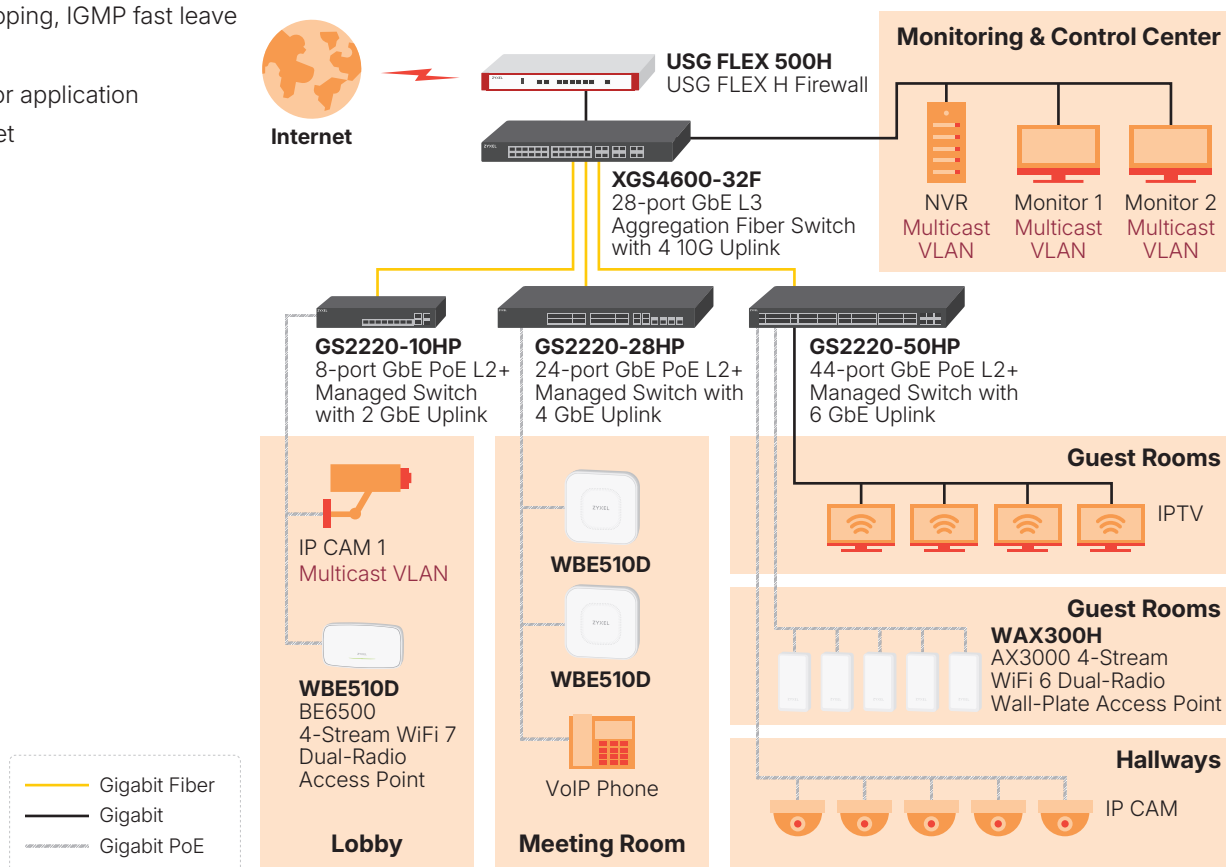 oping, IGMP fast leave
or application
et
Internet
ZYXEL
USG FLEX 500H
USG FLEX H Firewall
ZYXEL
XGS4600-32F
28-port GbE L3
Aggregation Fiber Switch
with 4 10G Uplink
Monitoring & Control Center
NVR
Multicast
VLAN
Monitor 1
Multicast
VLAN
Monitor 2
Multicast
VLAN
GS2220-10HP
8-port GbE PoE L2+
Managed Switch
with 2 GbE Uplink
GS2220-28HP
24-port GbE PoE L2+
Managed Switch with
4 GbE Uplink
GS2220-50HP
44-port GbE PoE L2+
Managed Switch with
6 GbE Uplink
IP CAM 1
Multicast VLAN
WBE510D
BE6500
4-Stream WiFi 7
Dual-Radio
Access Point
Lobby
ZYXEL
WBE510D
ZYXEL
WBE510D
VoIP Phone
Meeting Room
Guest Rooms
IPTV
Guest Rooms
WAX300H
AX3000 4-Stream
WiFi 6 Dual-Radio
Wall-Plate Access Point
Hallways
IP CAM
Gigabit Fiber
Gigabit
Gigabit PoE